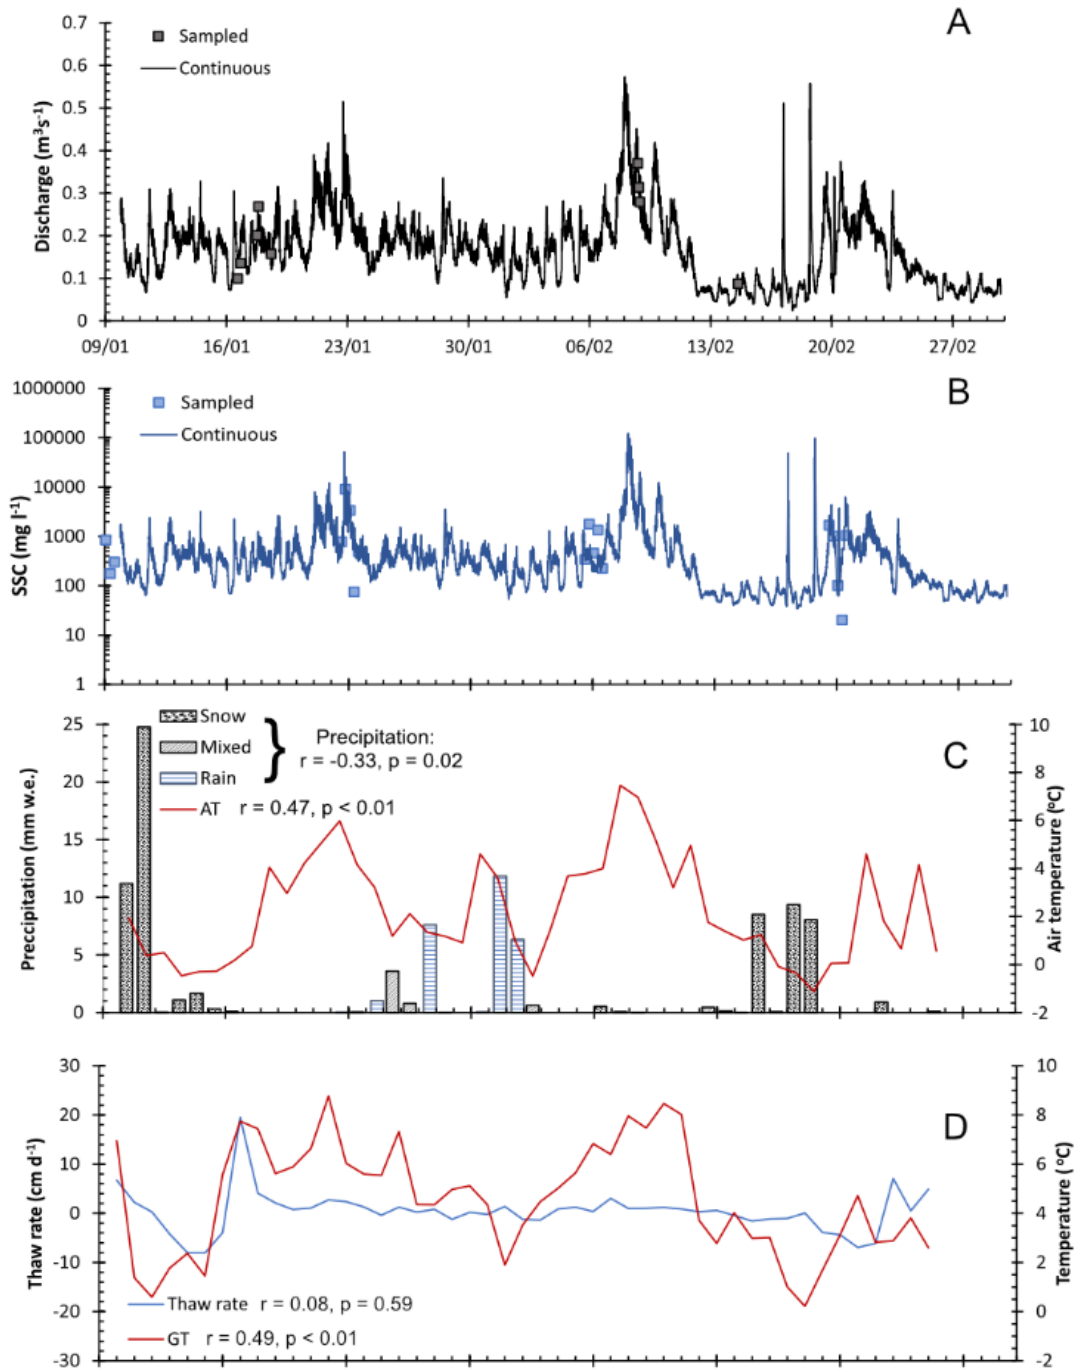 A
Sampled
Continuous
Discharge (m³s⁻¹)
0.7
0.6
0.5
0.4
0.3
0.2
0.1
0
09/01 16/01 23/01 30/01 06/02 13/02 20/02 27/02
B
Sampled
Continuous
SSC (mg l⁻¹)
1000000
100000
10000
1000
100
10
1
C
Snow
Mixed
Rain
} Precipitation:
r = -0.33, p = 0.02
AT r = 0.47, p < 0.01
Preccipitation (mm w.e.)
25
20
15
10
5
0
Air temperature (ºC)
10
8
6
4
2
0
-2
D
Thaw rate (cm d⁻¹)
30
20
10
0
-10
-20
-30
Temperature (ºC)
10
8
6
4
2
0
-2
Thaw rate r = 0.08, p = 0.59
GT r = 0.49, p < 0.01